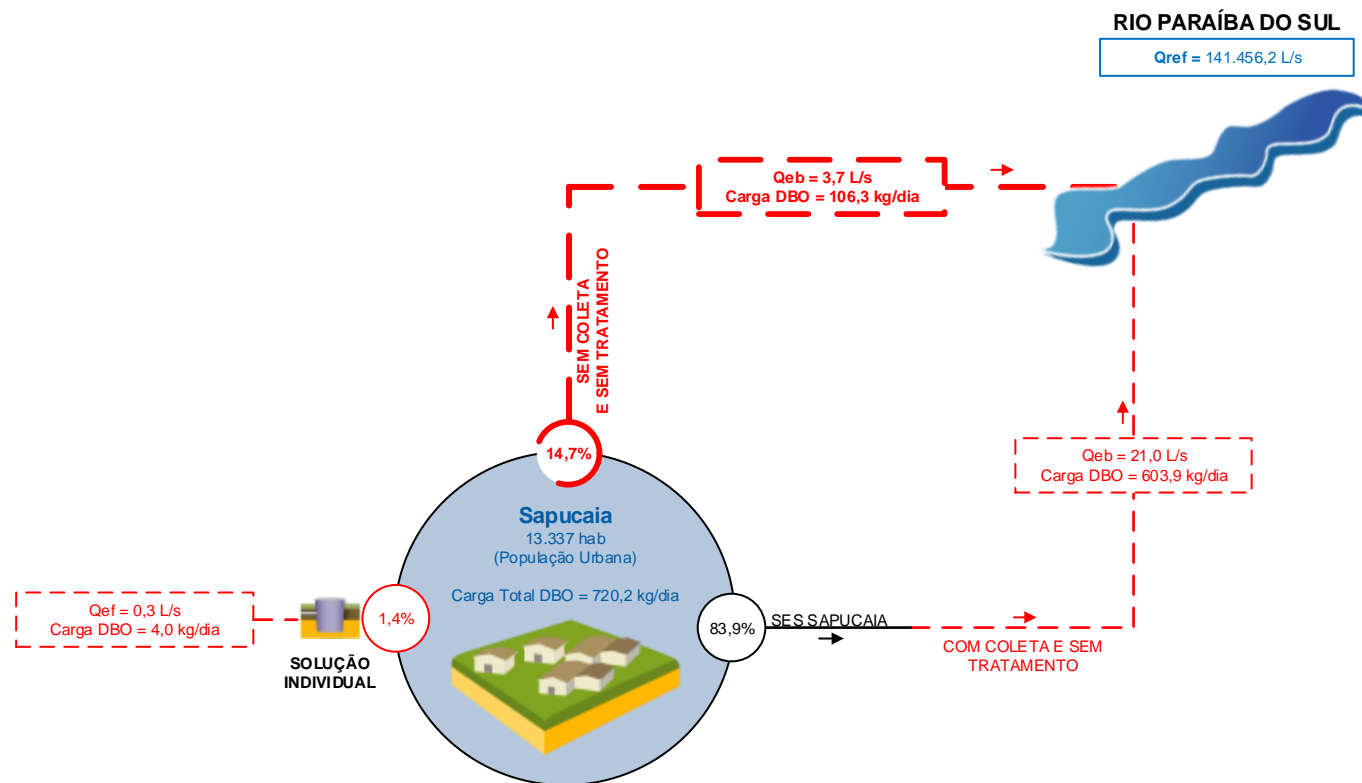 RIO PARAÍBA DO SUL
Qref = 141.456,2 L/s
Qeb = 3,7 L/s
Carga DBO = 106,3 kg/dia
SEM COLETA
E SEM TRATAMENTO
14,7%
Sapucaia
13.337 hab
(População Urbana)
Carga Total DBO = 720,2 kg/dia
Qef = 0,3 L/s
Carga DBO = 4,0 kg/dia
1,4%
SOLUÇÃO
INDIVIDUAL
83,9%
SES SAPUCAIA
COM COLETA E SEM
TRATAMENTO
Qeb = 21,0 L/s
Carga DBO = 603,9 kg/dia